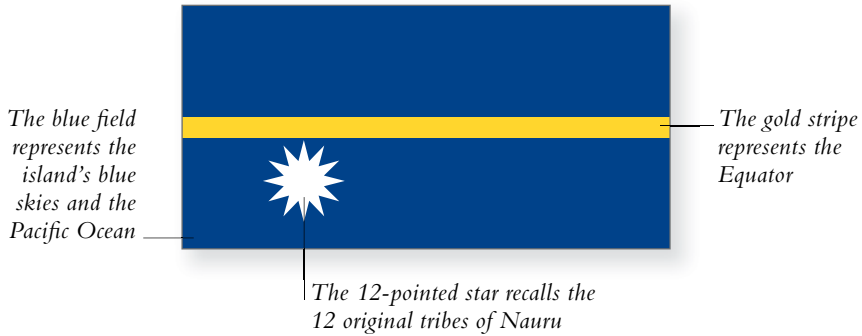 The blue field
represents the
island's blue
skies and the
Pacific Ocean
The gold stripe
represents the
Equator
The 12-pointed star recalls the
12 original tribes of Nauru